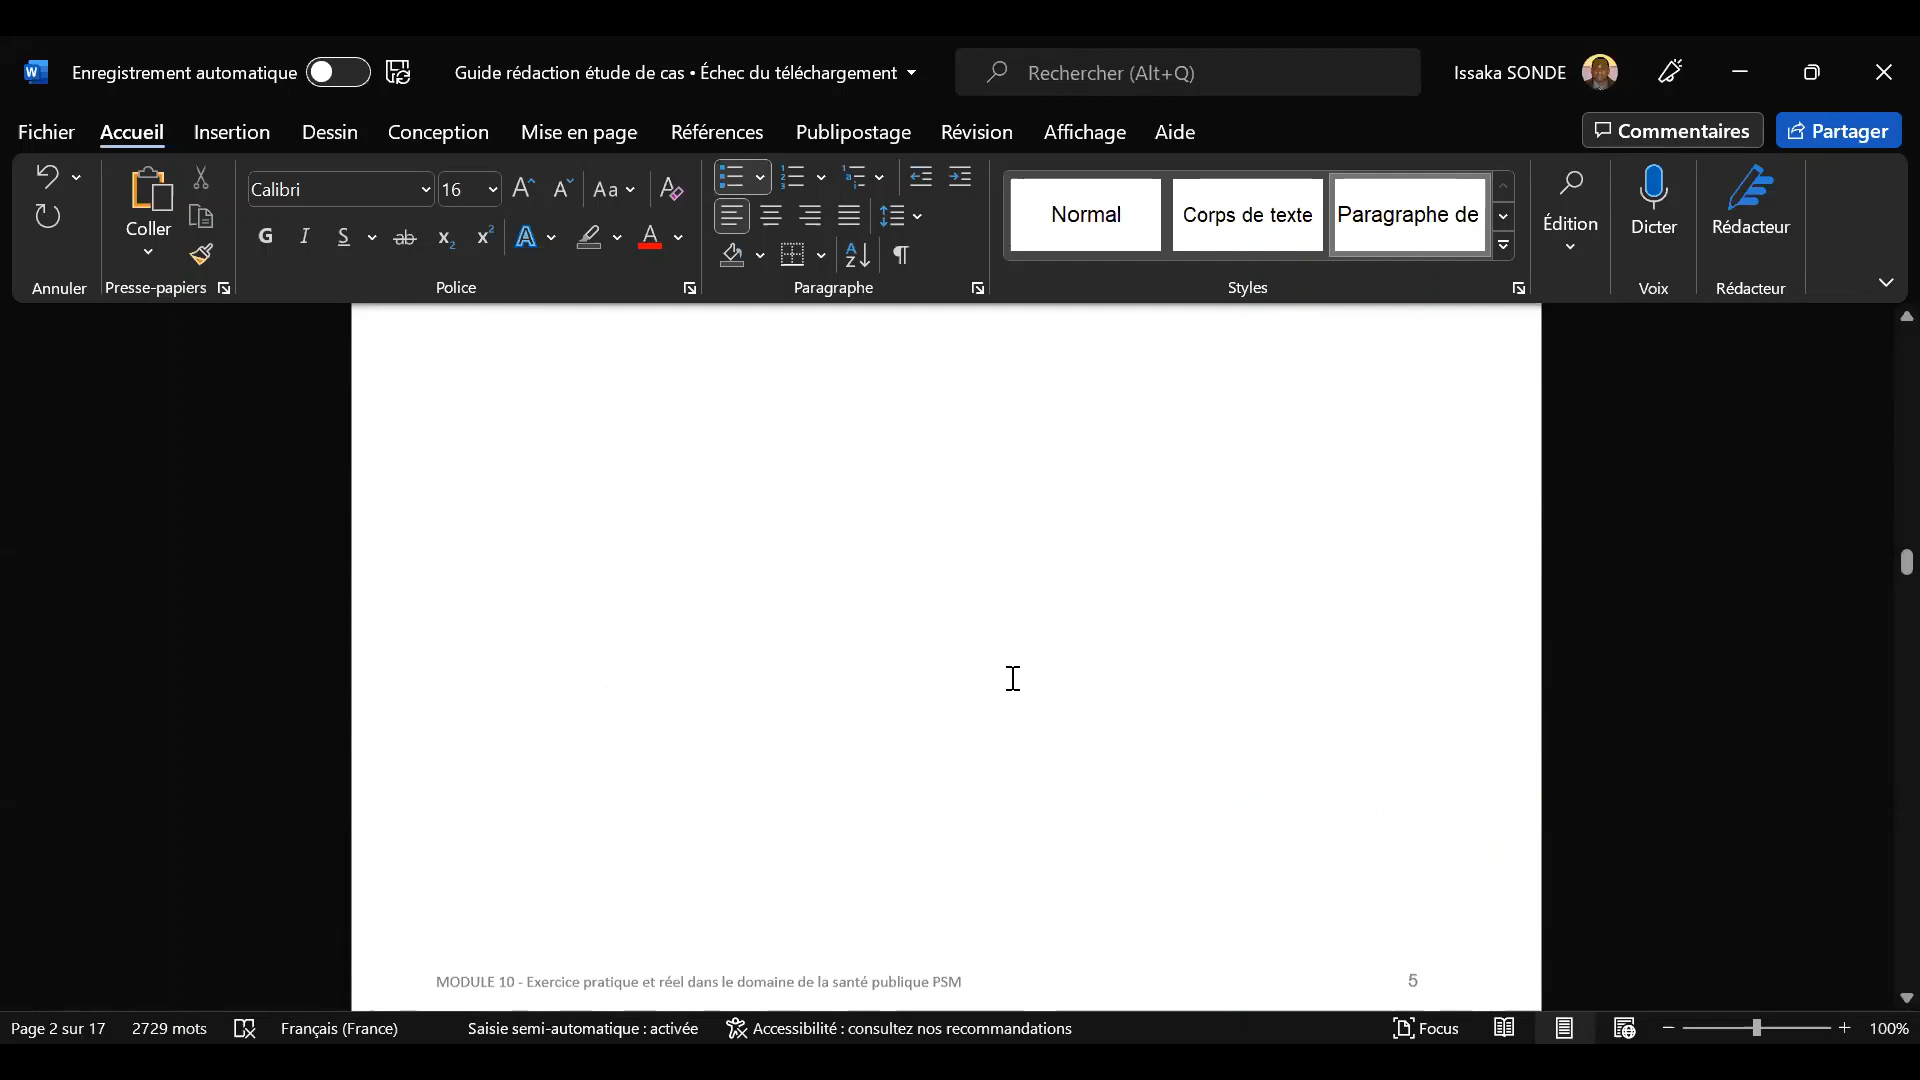 Enregistrement automatique
Guide rédaction étude de cas • Échec du téléchargement
Rechercher (Alt+Q)
Issaka SONDE
Fichier Accueil Insertion Dessin Conception Mise en page Références Publipostage Révision Affichage Aide
Commentaires Partager
Coller
Calibri 16
Normal Corps de texte Paragraphe de
Édition Dicter Rédacteur
Annuler Presse-papiers Police Paragraphe Styles Voix Rédacteur
MODULE 10 - Exercice pratique et réel dans le domaine de la santé publique PSM 5
Page 2 sur 17 2729 mots Français (France) Saisie semi-automatique : activée Accessibilité : consultez nos recommandations Focus 100%